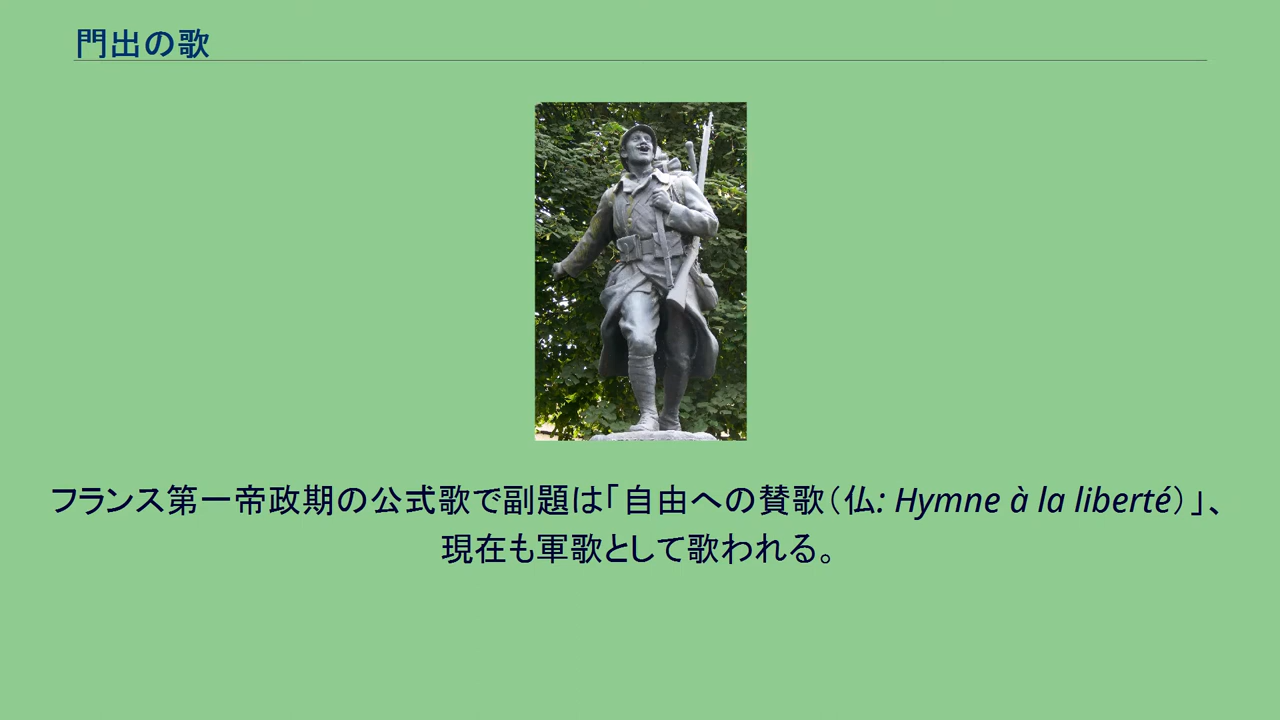 門出の歌
フランス第一帝政期の公式歌で副題は「自由への賛歌（仏: Hymne à la liberté）」、
現在も軍歌として歌われる。